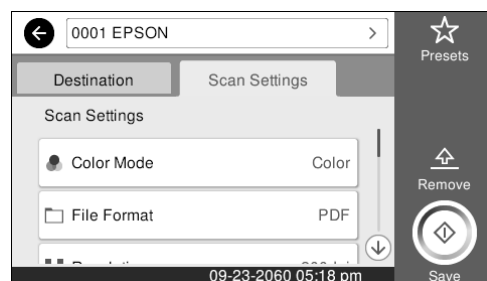 0001 EPSON
Presets
Destination
Scan Settings
Scan Settings
Color Mode
Color
Remove
File Format
PDF
09-23-2060 05:18 pm
Save